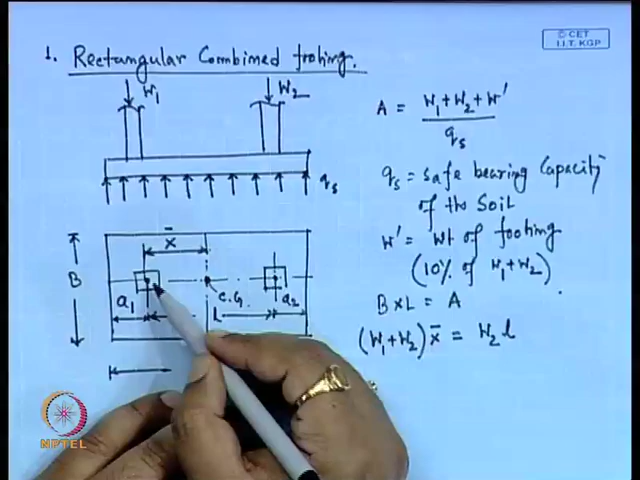 © CET
I.I.T. KGP
1. Rectangular Combined footing.
W₁
W₂
A = (W₁+W₂+W′)/qₛ
qₛ
qₛ = safe bearing Capacity of the Soil
W′ = Wt of footing
(10% of W₁+W₂)
B×L = A
(W₁+W₂)x̄ = W₂l
x̄
B
C.G.
a₁
l
a₂
NPTEL